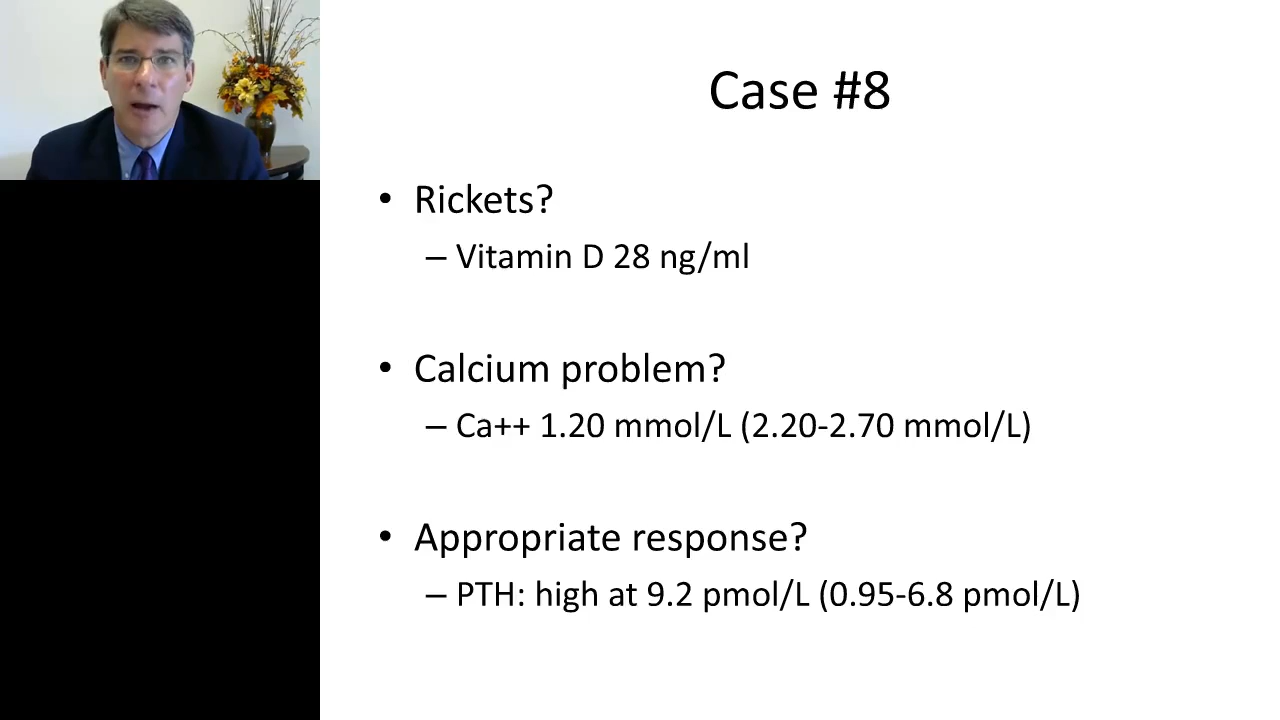 Case #8
• Rickets?
– Vitamin D 28 ng/ml
• Calcium problem?
– Ca++ 1.20 mmol/L (2.20-2.70 mmol/L)
• Appropriate response?
– PTH: high at 9.2 pmol/L (0.95-6.8 pmol/L)